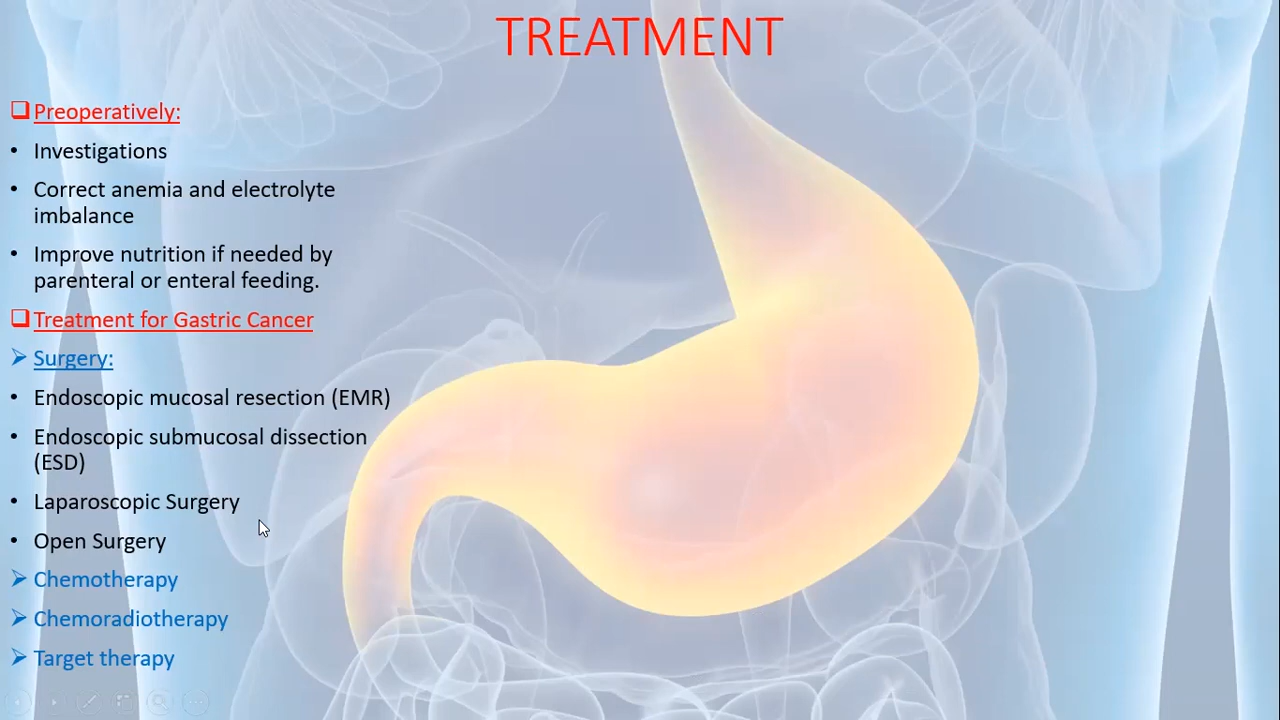 TREATMENT
❑ Preoperatively:
• Investigations
• Correct anemia and electrolyte
imbalance
• Improve nutrition if needed by
parenteral or enteral feeding.
❑ Treatment for Gastric Cancer
➢ Surgery:
• Endoscopic mucosal resection (EMR)
• Endoscopic submucosal dissection
(ESD)
• Laparoscopic Surgery
• Open Surgery
➢ Chemotherapy
➢ Chemoradiotherapy
➢ Target therapy